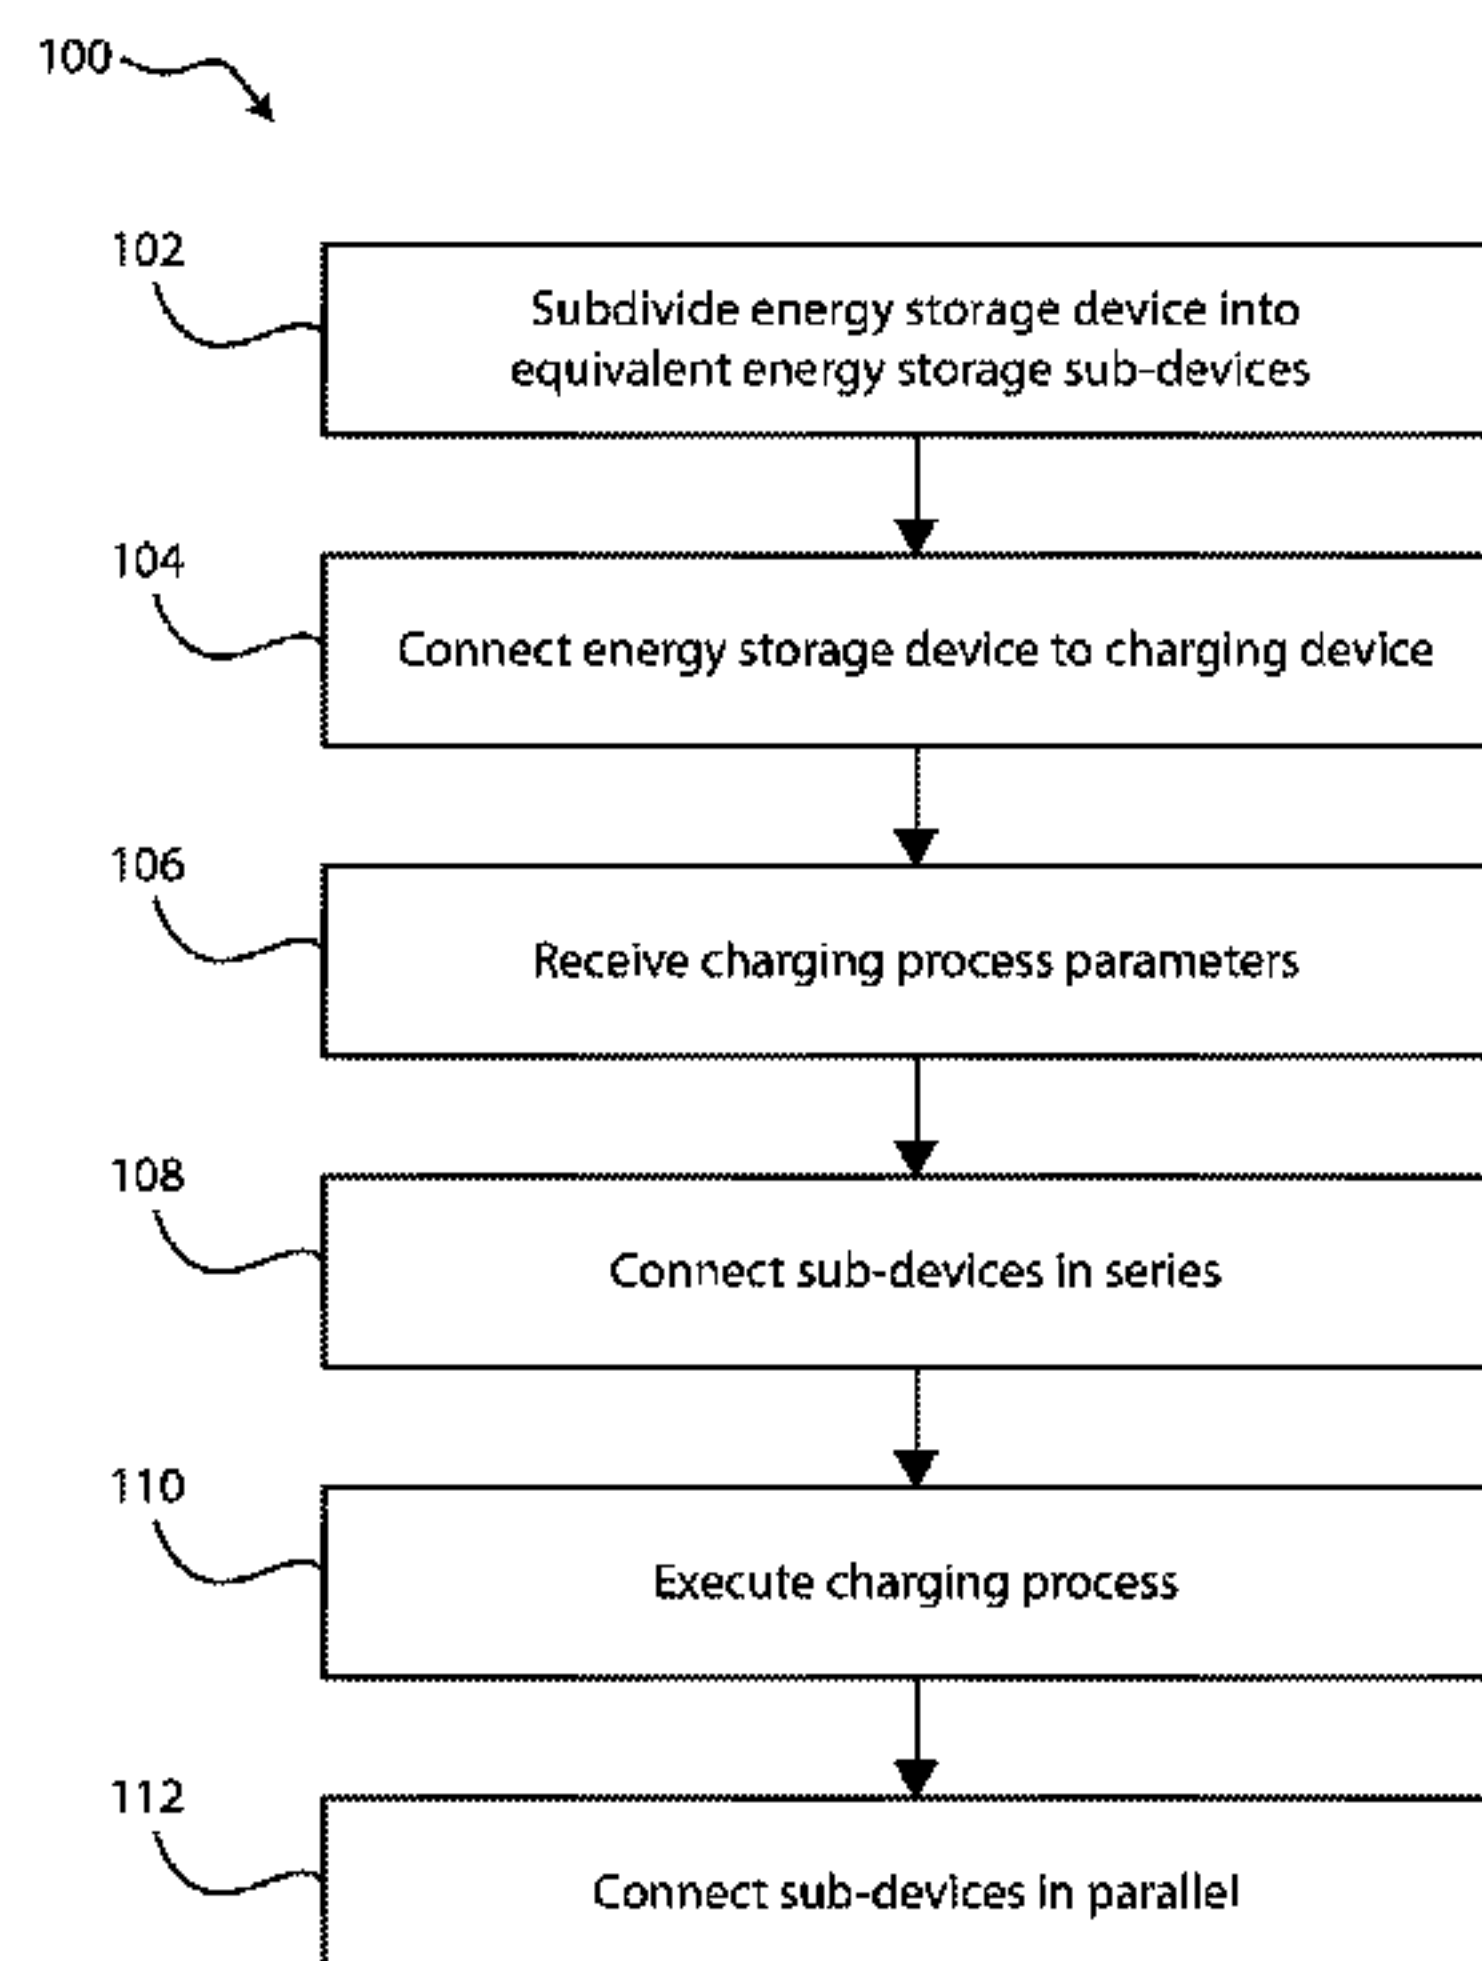 100
102
Subdivide energy storage device into
equivalent energy storage sub-devices
104
Connect energy storage device to charging device
106
Receive charging process parameters
108
Connect sub-devices in series
110
Execute charging process
112
Connect sub-devices in parallel